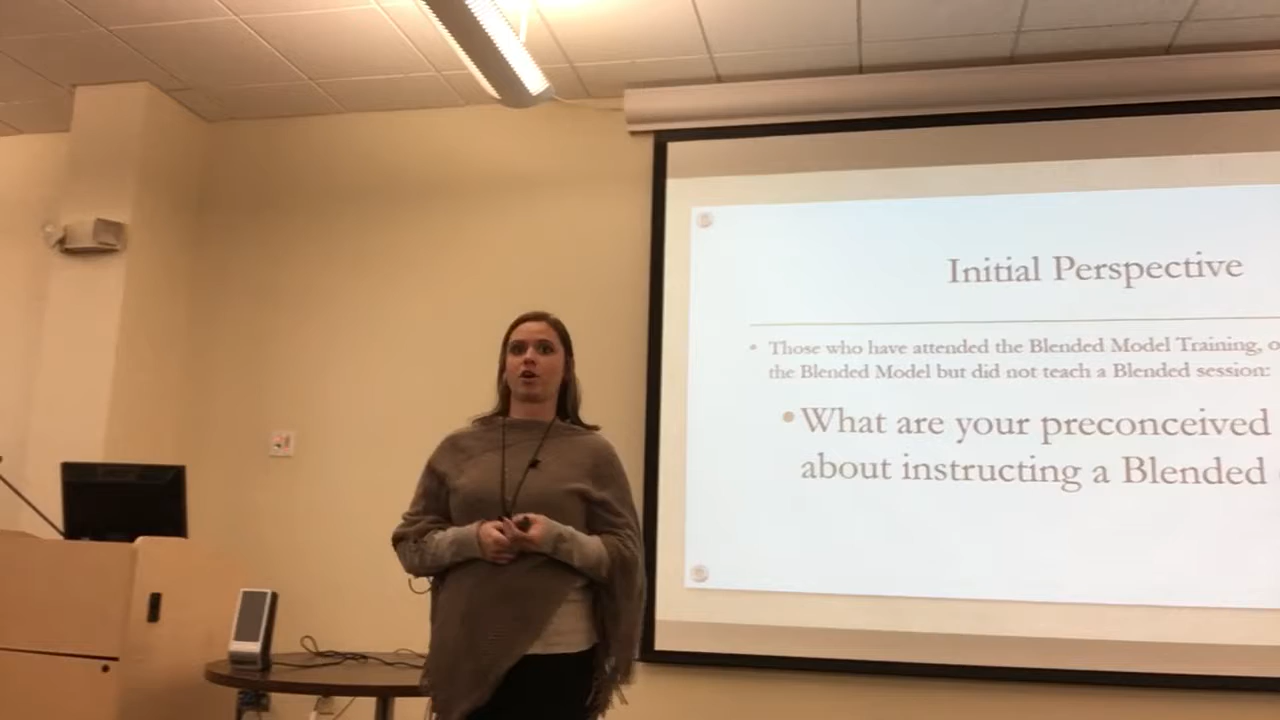 Initial Perspective
• Those who have attended the Blended Model Training,
the Blended Model but did not teach a Blended session:
• What are your preconceived
about instructing a Blended